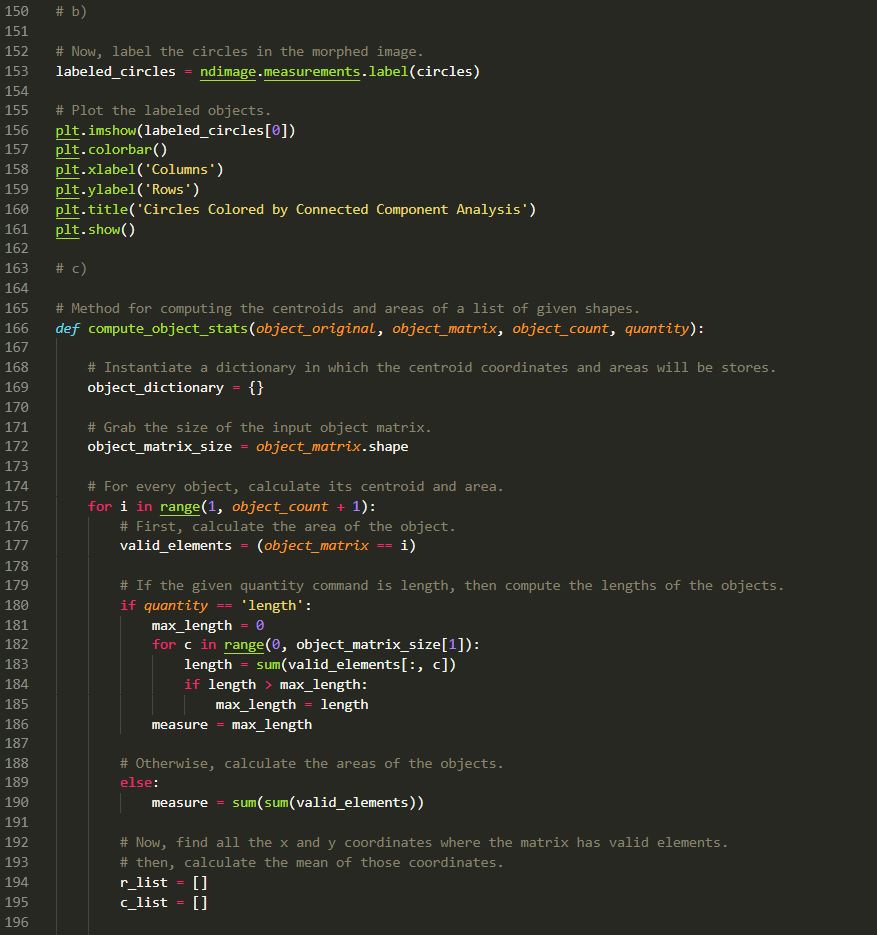 150 # b)
151
152 # Now, label the circles in the morphed image.
153 labeled_circles = ndimage.measurements.label(circles)
154
155 # Plot the labeled objects.
156 plt.imshow(labeled_circles[0])
157 plt.colorbar()
158 plt.xlabel('Columns')
159 plt.ylabel('Rows')
160 plt.title('Circles Colored by Connected Component Analysis')
161 plt.show()
162
163 # c)
164
165 # Method for computing the centroids and areas of a list of given shapes.
166 def compute_object_stats(object_original, object_matrix, object_count, quantity):
167
168     # Instantiate a dictionary in which the centroid coordinates and areas will be stores.
169     object_dictionary = {}
170
171     # Grab the size of the input object matrix.
172     object_matrix_size = object_matrix.shape
173
174     # For every object, calculate its centroid and area.
175     for i in range(1, object_count + 1):
176         # First, calculate the area of the object.
177         valid_elements = (object_matrix == i)
178
179         # If the given quantity command is length, then compute the lengths of the objects.
180         if quantity == 'length':
181             max_length = 0
182             for c in range(0, object_matrix_size[1]):
183                 length = sum(valid_elements[:, c])
184                 if length > max_length:
185                     max_length = length
186             measure = max_length
187
188         # Otherwise, calculate the areas of the objects.
189         else:
190             measure = sum(sum(valid_elements))
191
192         # Now, find all the x and y coordinates where the matrix has valid elements.
193         # then, calculate the mean of those coordinates.
194         r_list = []
195         c_list = []
196